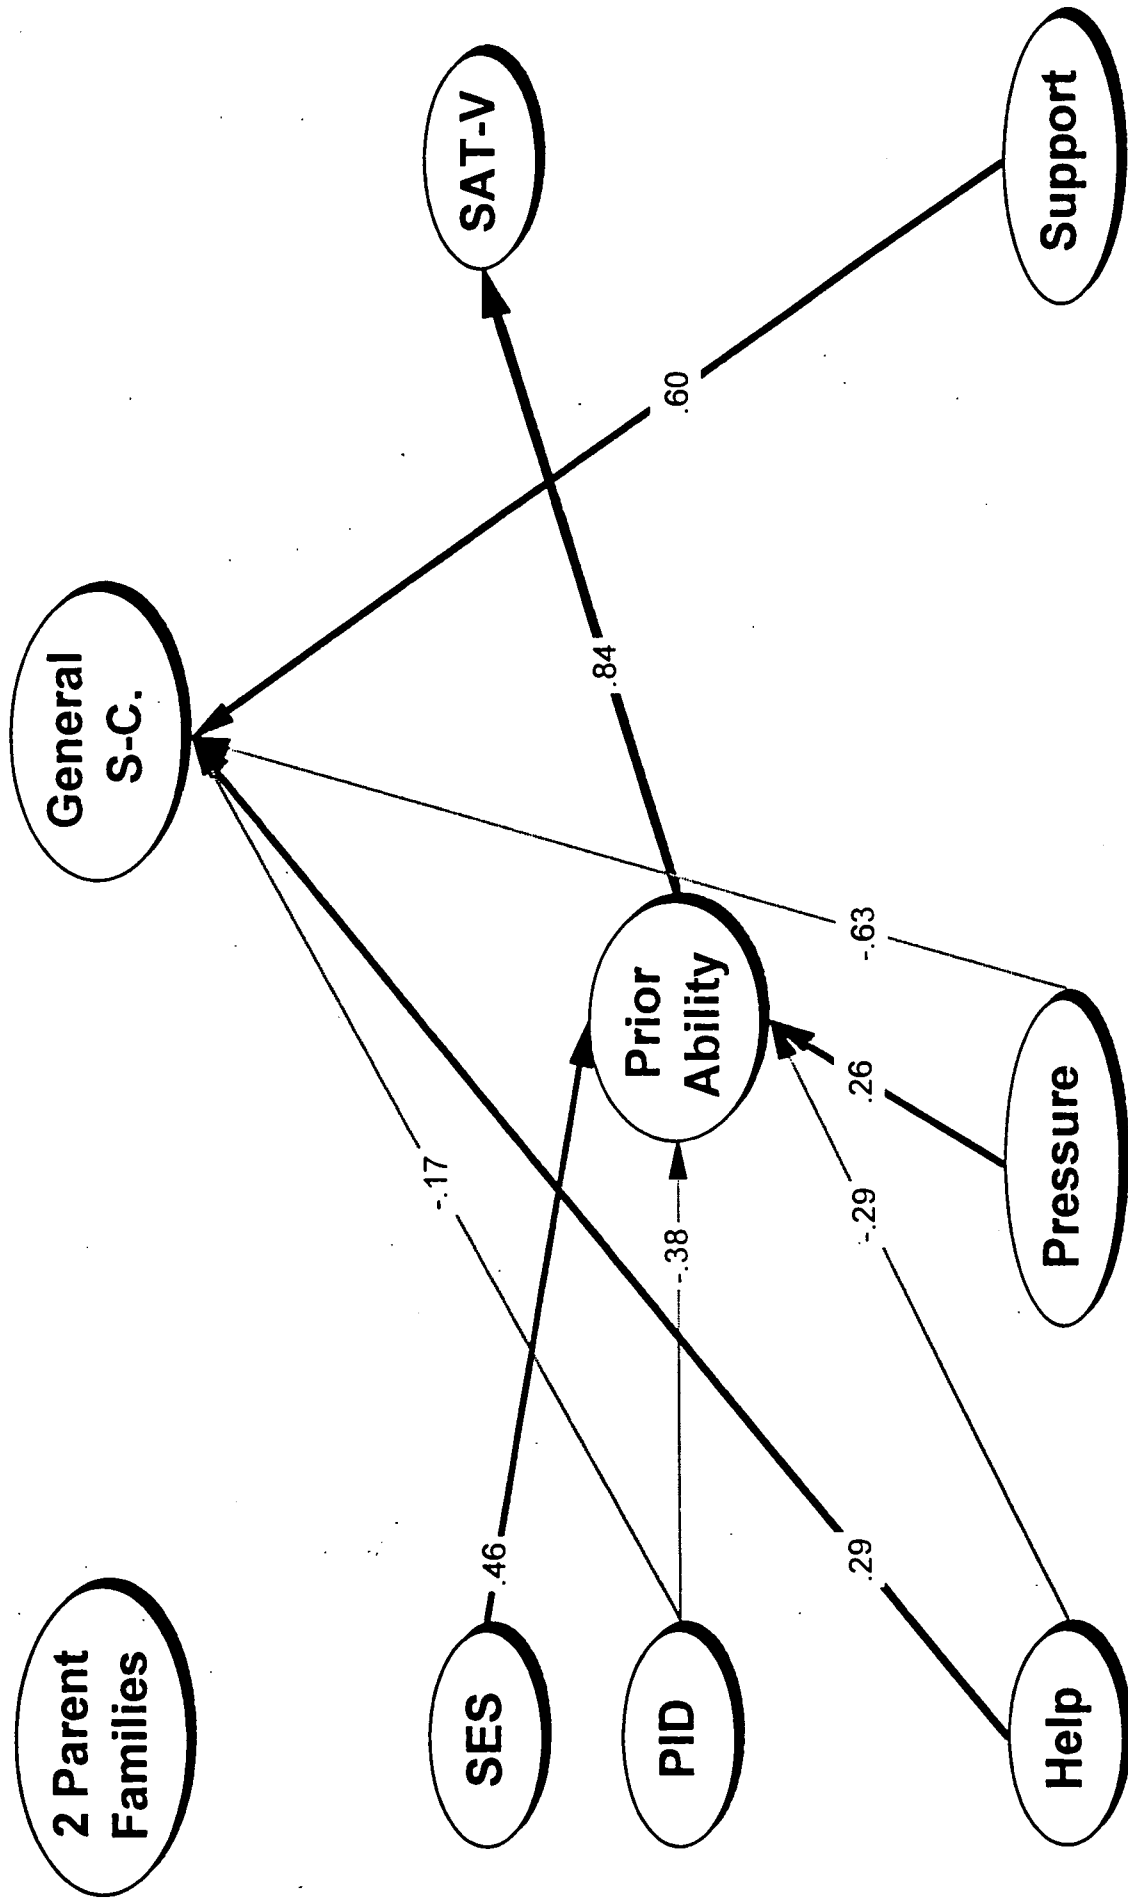 2 Parent
Families
General
S-C.
SES
.46
-.17
.84
SAT-V
PID
-.38
Prior
Ability
.60
Help
.29
-.29
.26
-.63
Pressure
Support